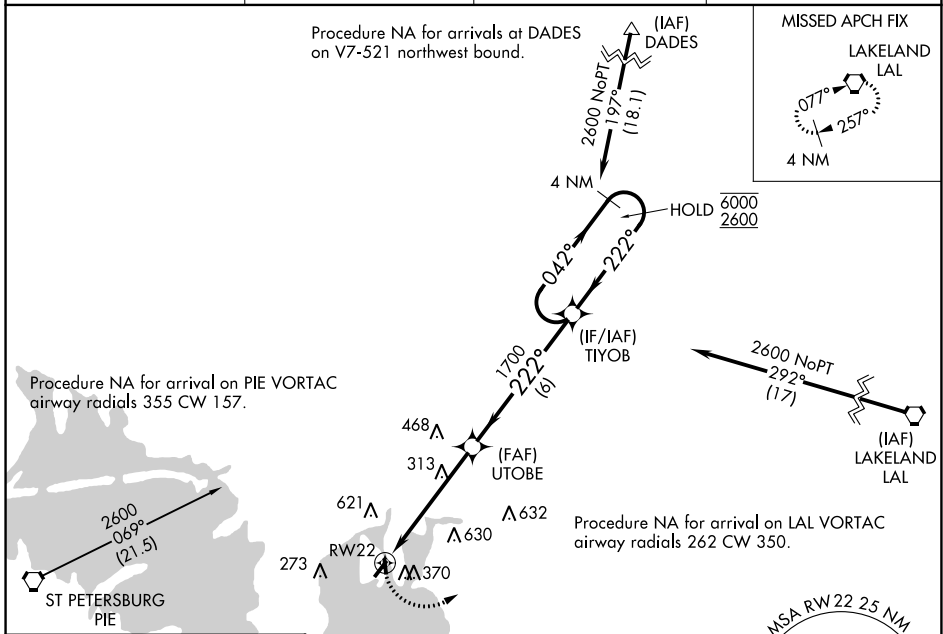 Procedure NA for arrivals at DADES
on V7-521 northwest bound.
(IAF)
DADES
2600 NoPT
197°
(18.1)
MISSED APCH FIX
LAKELAND
LAL
077°
257°
4 NM
4 NM
HOLD
6000
2600
042°
222°
(IF/IAF)
TIYOB
1700
222°
(6)
2600 NoPT
292°
(17)
(IAF)
LAKELAND
LAL
Procedure NA for arrival on PIE VORTAC
airway radials 355 CW 157.
468
313
(FAF)
UTOBE
621
632
630
Procedure NA for arrival on LAL VORTAC
airway radials 262 CW 350.
2600
069°
(21.5)
RW22
273
370
ST PETERSBURG
PIE
MSA RW22 25 NM